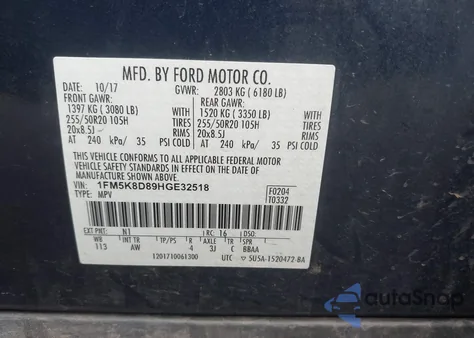 MFD. BY FORD MOTOR CO.
DATE: 10/17 GVWR: 2803 KG ( 6180 LB)
FRONT GAWR: REAR GAWR:
1397 KG ( 3080 LB) WITH 1520 KG ( 3350 LB) WITH
255/50R20 105H TIRES 255/50R20 105H TIRES
20x8.5J RIMS 20x8.5J RIMS
AT 240 kPa/ 35 PSI COLD AT 240 kPa/ 35 PSI COLD
THIS VEHICLE CONFORMS TO ALL APPLICABLE FEDERAL MOTOR
VEHICLE SAFETY AND THEFT PREVENTION STANDARDS IN EFFECT ON
THE DATE OF MANUFACTURE SHOWN ABOVE.
VIN: 1FM5K8D89HGE32518
TYPE: MPV
F0204
T0332
EXT PNT: N1 RC: 16 DSO:
WB INT TR TP/PS R AXLE TR SPR
113 AW 4 3J C BBAA
1201710061300 UTC 5U5A-1520472-BA
AutoSnap